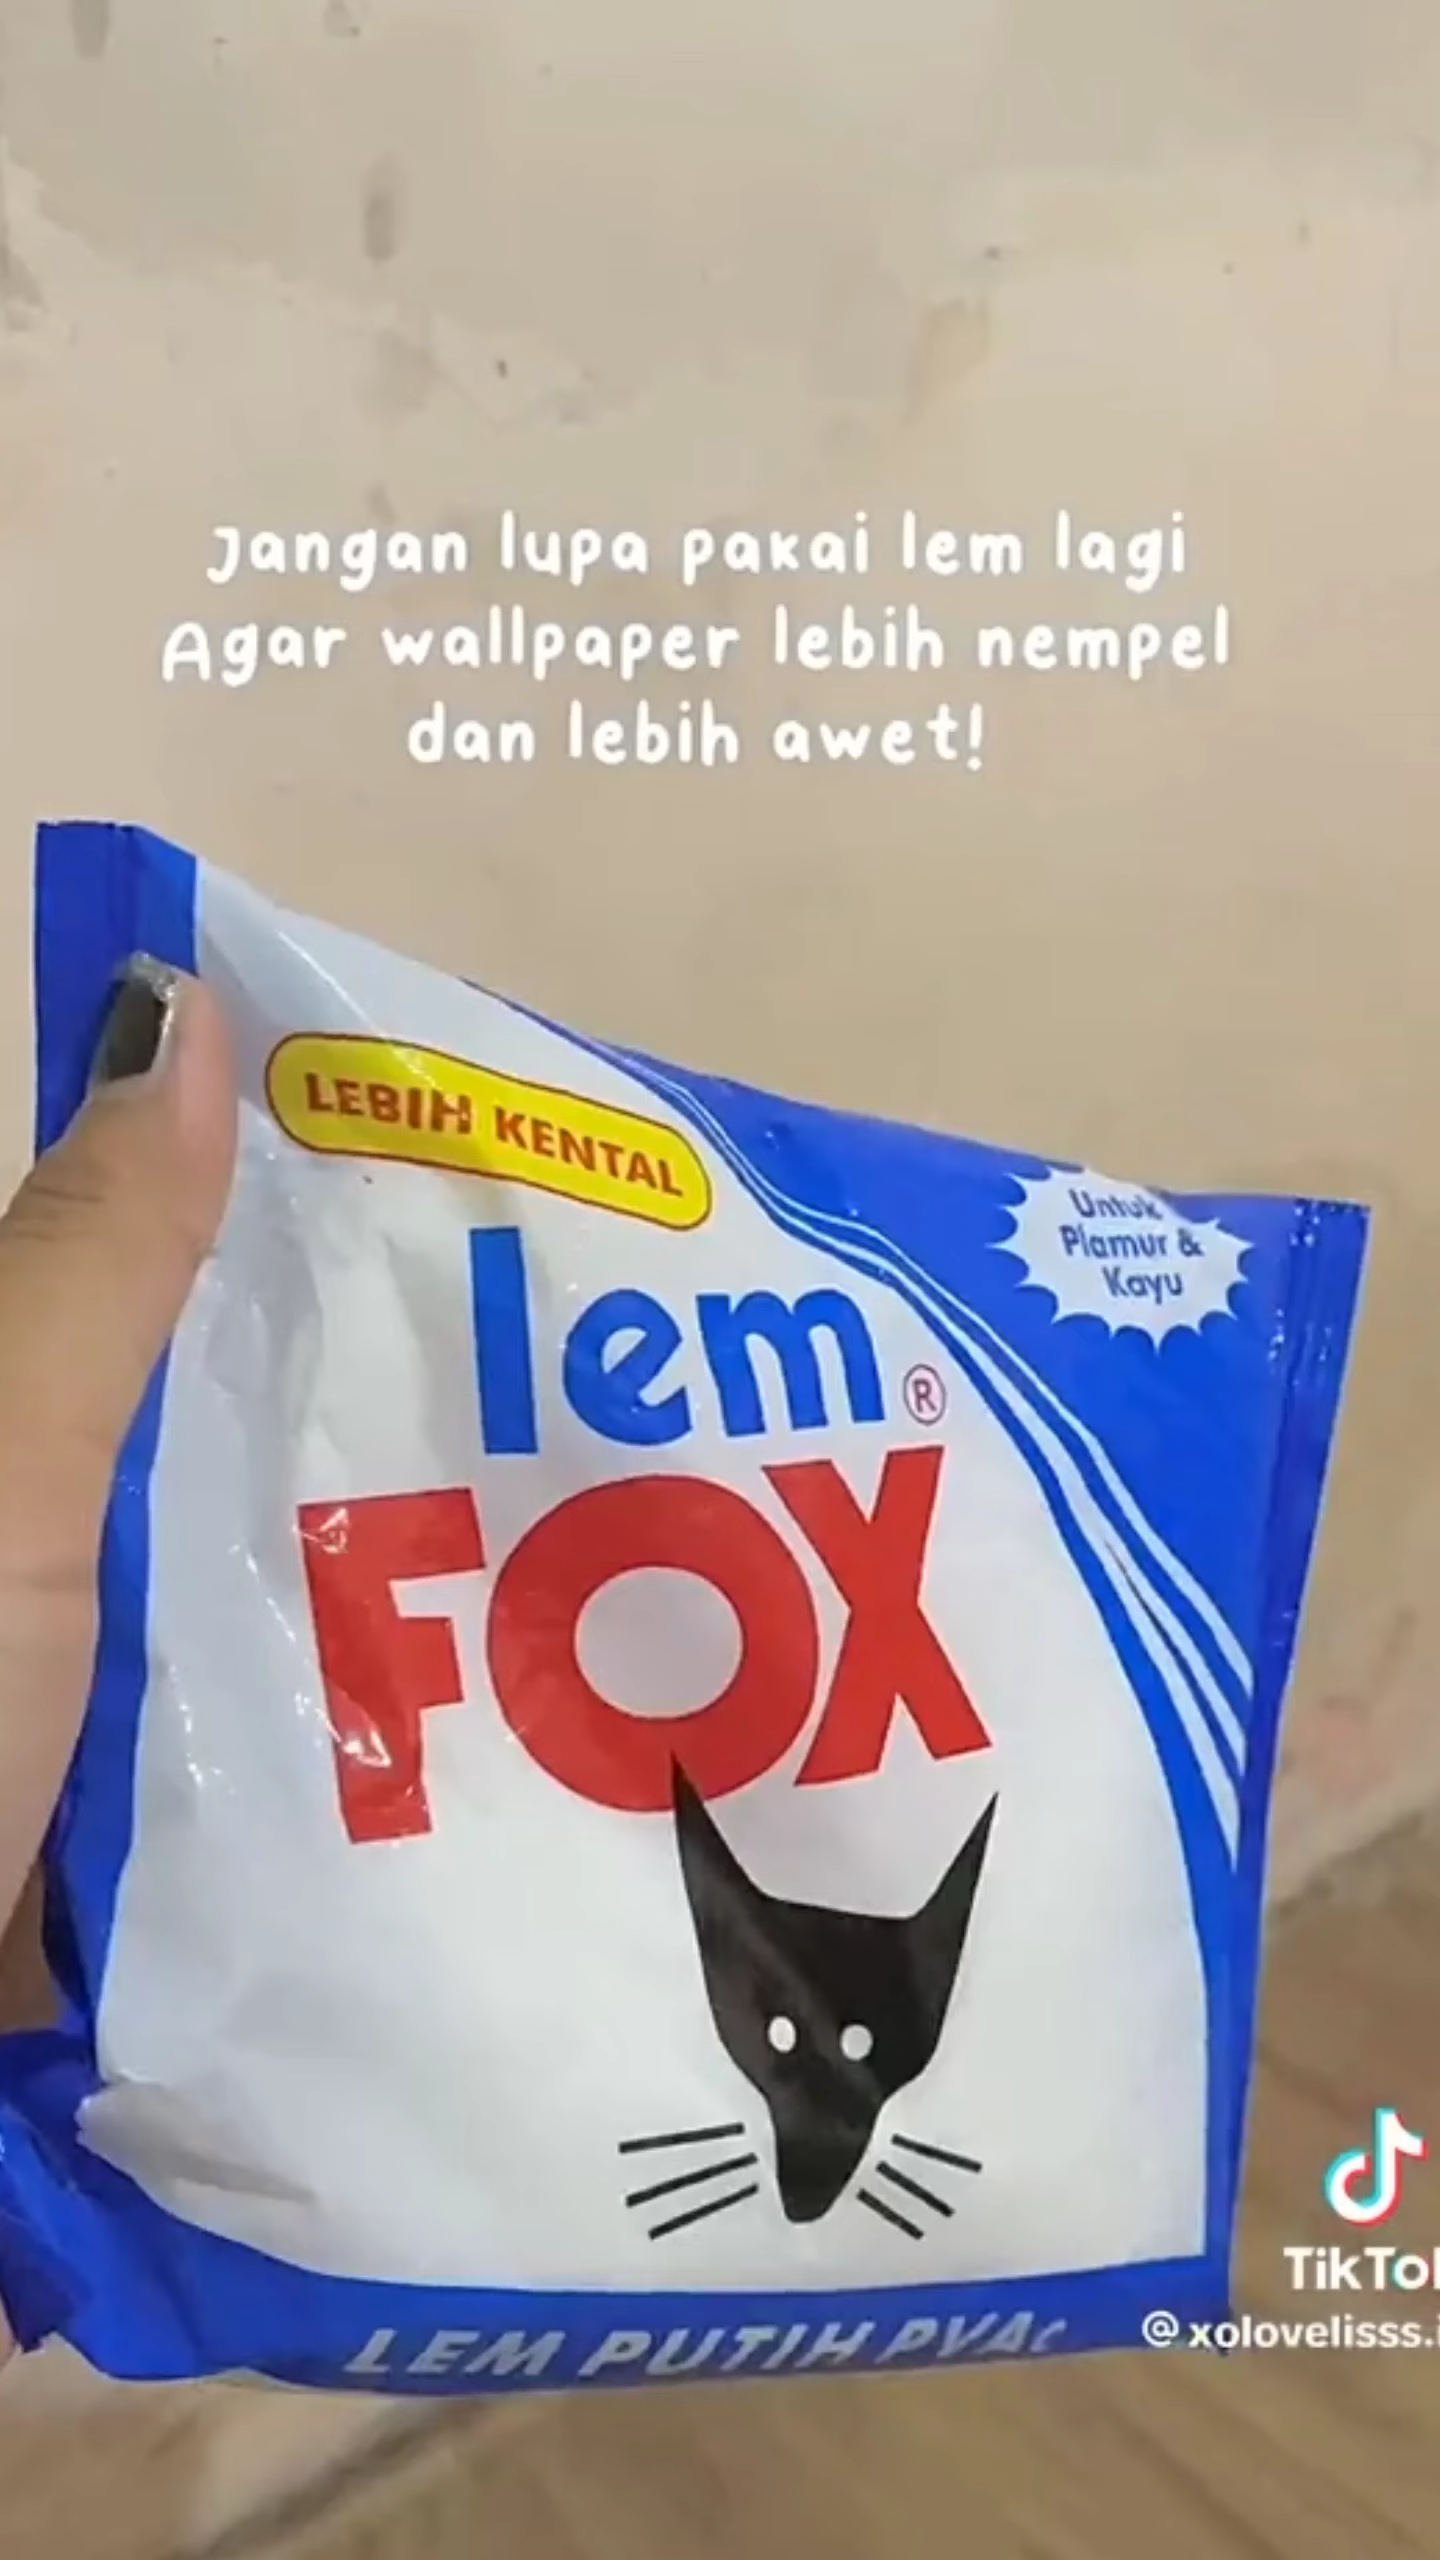 Jangan lupa pakai lem lagi
Agar wallpaper lebih nempel
dan lebih awet!
LEBIH KENTAL
Untuk
Plamur &
Kayu
lem ®
FOX
LEM PUTIH PVAc
TikTo
@xolovelisss.i